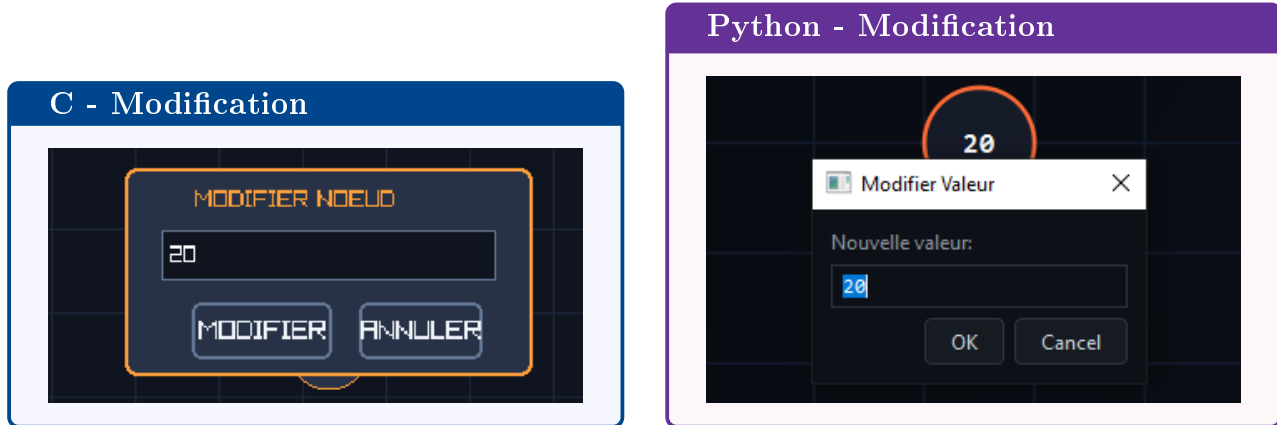 C - Modification
MODIFIER NOEUD
20
MODIFIER ANNULER
Python - Modification
20
Modifier Valeur
Nouvelle valeur:
20
OK Cancel